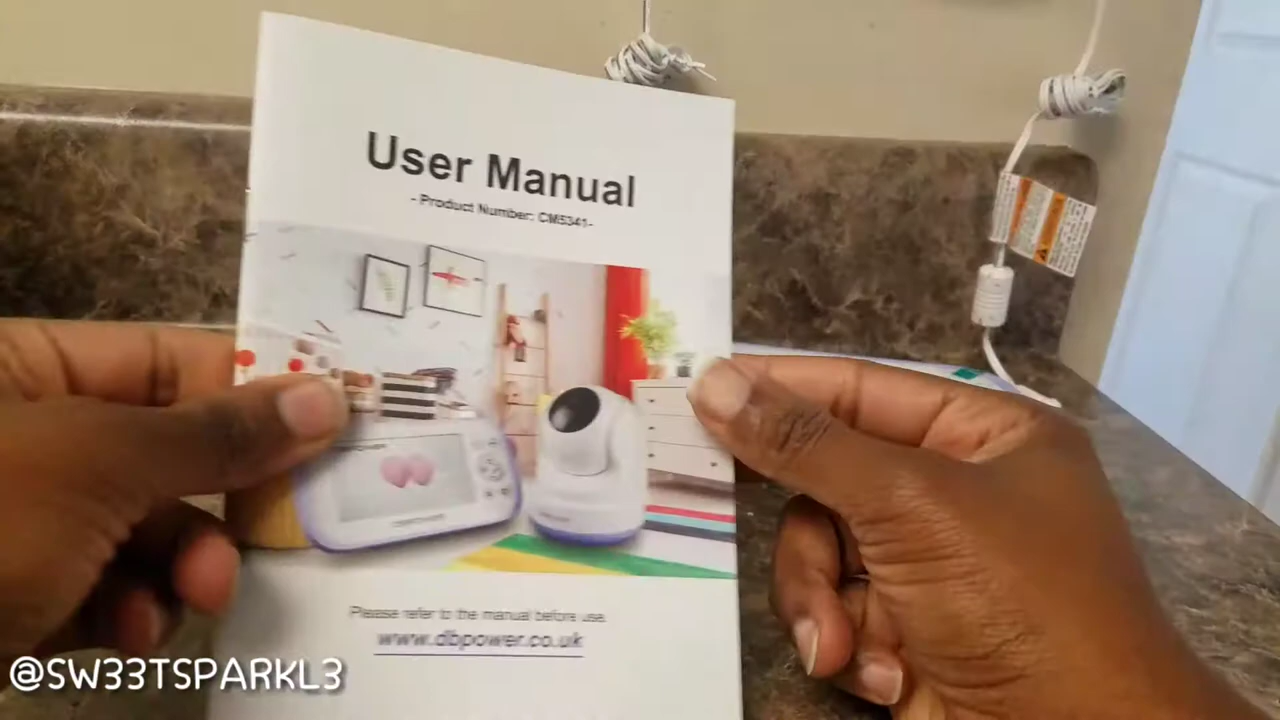 User Manual
- Product Number: CM5341-
Please refer to the manual before use.
www.dbpower.co.uk
@SW33TSPARKL3